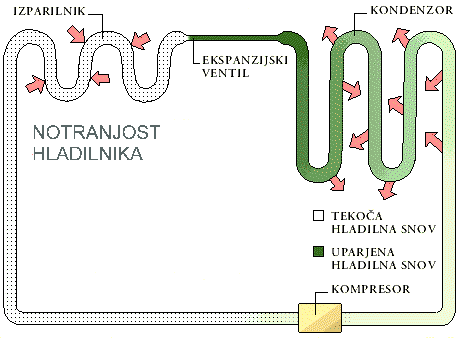 IZPARILNIK
KONDENZOR
EKSPANZIJSKI
VENTIL
NOTRANJOST
HLADILNIKA
TEKOČA
HLADILNA SNOV
UPARJENA
HLADILNA SNOV
KOMPRESOR